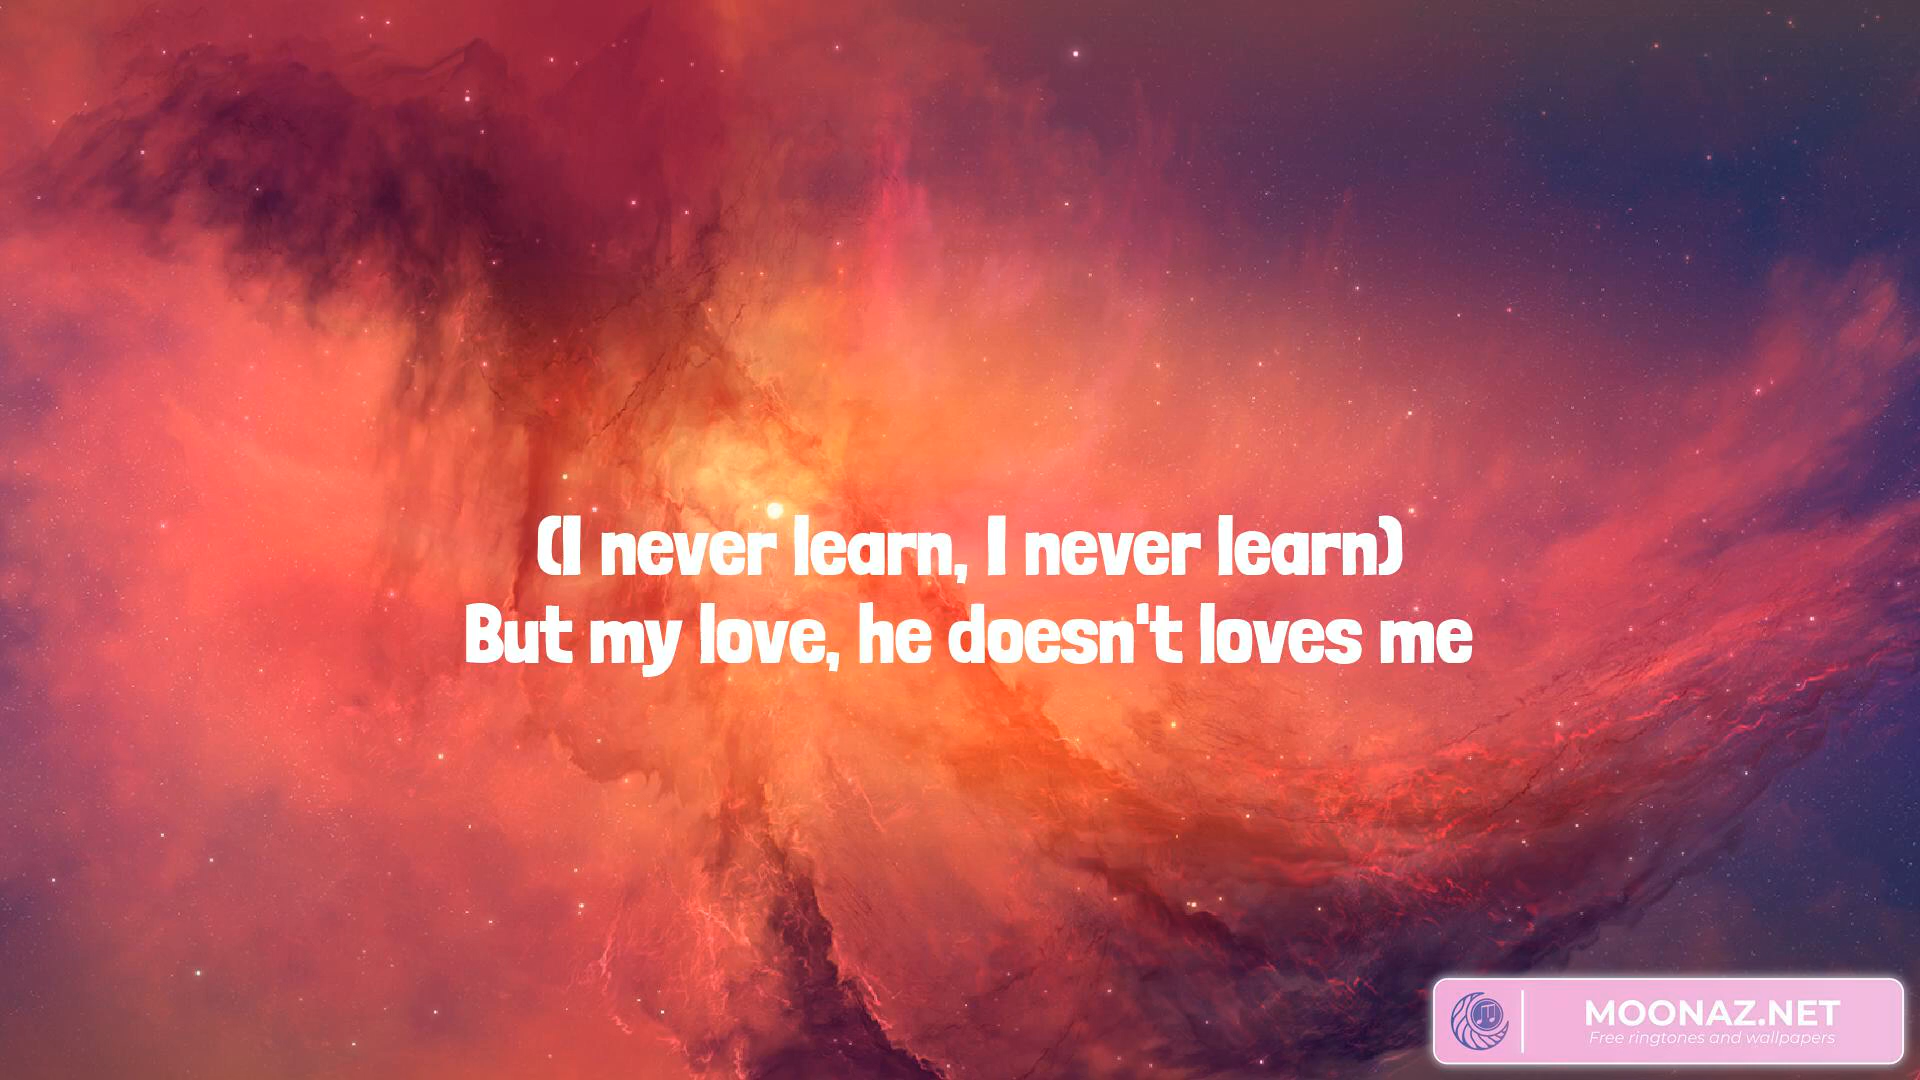 (I never learn, I never learn)
But my love, he doesn't loves me
MOONAZ.NET
Free ringtones and wallpapers